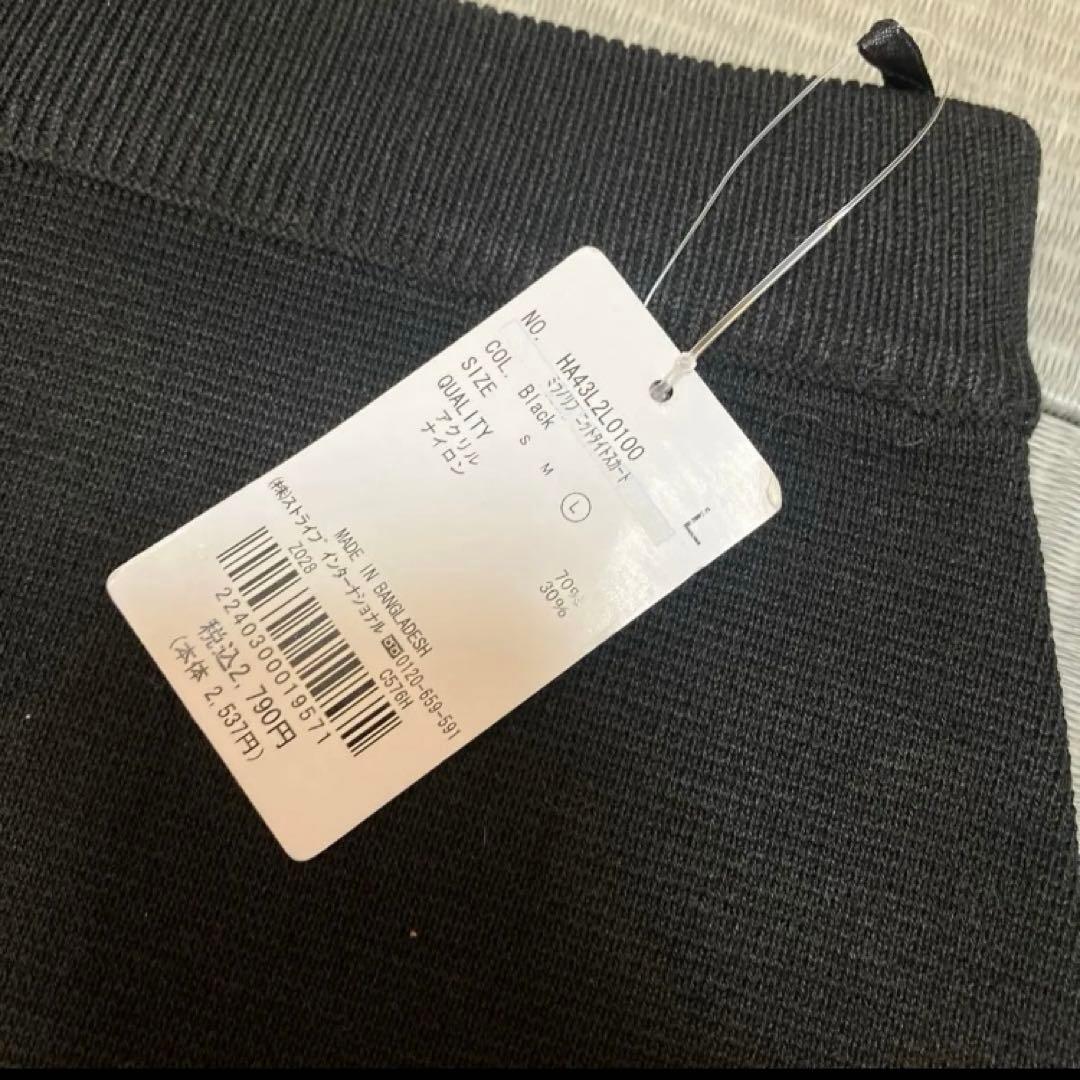 NO. HA43L2L0100
ミラノリブニットタイトスカート
COL. Black
SIZE S M Ⓛ
L
QUALITY
アクリル 70%
ナイロン 30%
MADE IN BANGLADESH
(株)ストライプインターナショナル 0120-659-591
Z028 C576H
2240300019571
税込2,790円
(本体 2,537円)